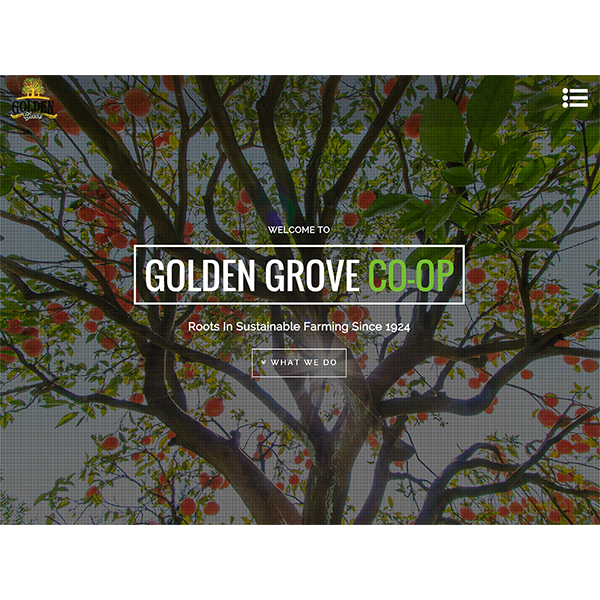 GOLDEN
Grove
WELCOME TO
GOLDEN GROVE CO-OP
Roots In Sustainable Farming Since 1924
WHAT WE DO